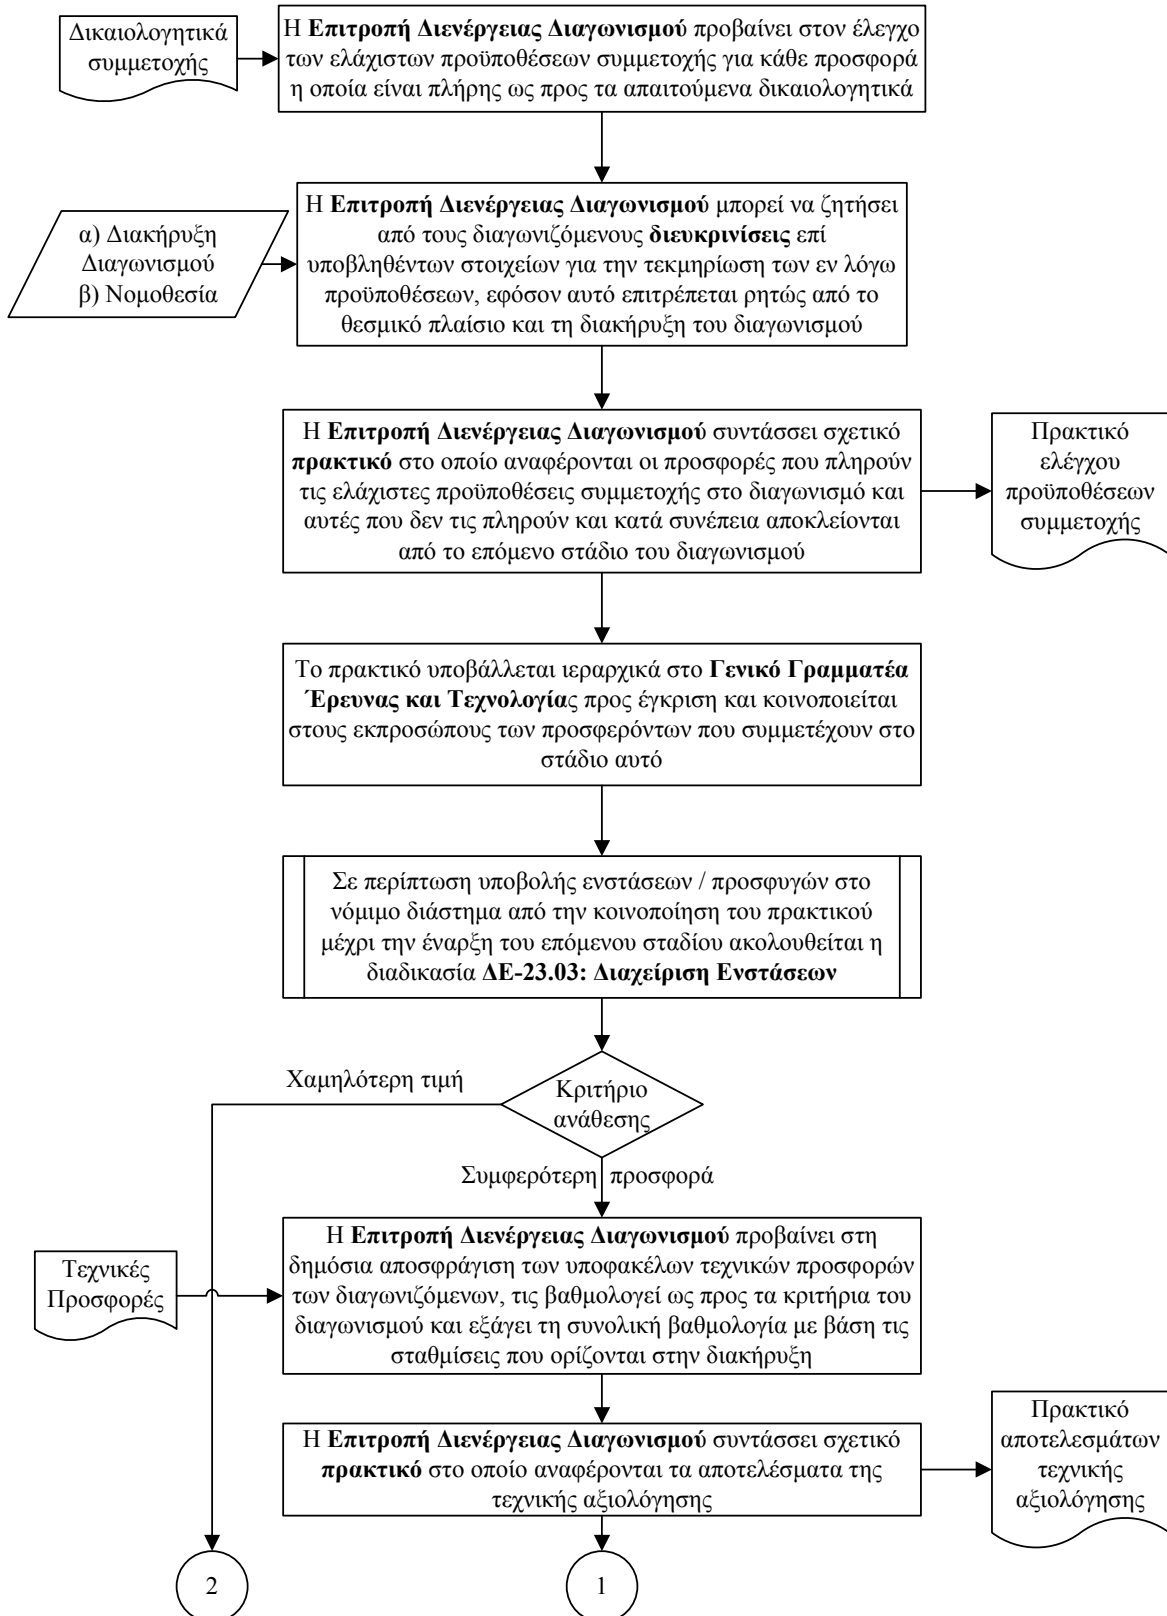 Δικαιολογητικά
συμμετοχής
Η Επιτροπή Διενέργειας Διαγωνισμού προβαίνει στον έλεγχο
των ελάχιστων προϋποθέσεων συμμετοχής για κάθε προσφορά
η οποία είναι πλήρης ως προς τα απαιτούμενα δικαιολογητικά
α) Διακήρυξη
Διαγωνισμού
β) Νομοθεσία
Η Επιτροπή Διενέργειας Διαγωνισμού μπορεί να ζητήσει
από τους διαγωνιζόμενους διευκρινίσεις επί
υποβληθέντων στοιχείων για την τεκμηρίωση των εν λόγω
προϋποθέσεων, εφόσον αυτό επιτρέπεται ρητώς από το
θεσμικό πλαίσιο και τη διακήρυξη του διαγωνισμού
Η Επιτροπή Διενέργειας Διαγωνισμού συντάσσει σχετικό
πρακτικό στο οποίο αναφέρονται οι προσφορές που πληρούν
τις ελάχιστες προϋποθέσεις συμμετοχής στο διαγωνισμό και
αυτές που δεν τις πληρούν και κατά συνέπεια αποκλείονται
από το επόμενο στάδιο του διαγωνισμού
Πρακτικό
ελέγχου
προϋποθέσεων
συμμετοχής
Το πρακτικό υποβάλλεται ιεραρχικά στο Γενικό Γραμματέα
Έρευνας και Τεχνολογίας προς έγκριση και κοινοποιείται
στους εκπροσώπους των προσφερόντων που συμμετέχουν στο
στάδιο αυτό
Σε περίπτωση υποβολής ενστάσεων / προσφυγών στο
νόμιμο διάστημα από την κοινοποίηση του πρακτικού
μέχρι την έναρξη του επόμενου σταδίου ακολουθείται η
διαδικασία ΔΕ-23.03: Διαχείριση Ενστάσεων
Χαμηλότερη τιμή
Κριτήριο
ανάθεσης
Συμφερότερη προσφορά
Τεχνικές
Προσφορές
Η Επιτροπή Διενέργειας Διαγωνισμού προβαίνει στη
δημόσια αποσφράγιση των υποφακέλων τεχνικών προσφορών
των διαγωνιζόμενων, τις βαθμολογεί ως προς τα κριτήρια του
διαγωνισμού και εξάγει τη συνολική βαθμολογία με βάση τις
σταθμίσεις που ορίζονται στην διακήρυξη
Η Επιτροπή Διενέργειας Διαγωνισμού συντάσσει σχετικό
πρακτικό στο οποίο αναφέρονται τα αποτελέσματα της
τεχνικής αξιολόγησης
Πρακτικό
αποτελεσμάτων
τεχνικής
αξιολόγησης
2
1